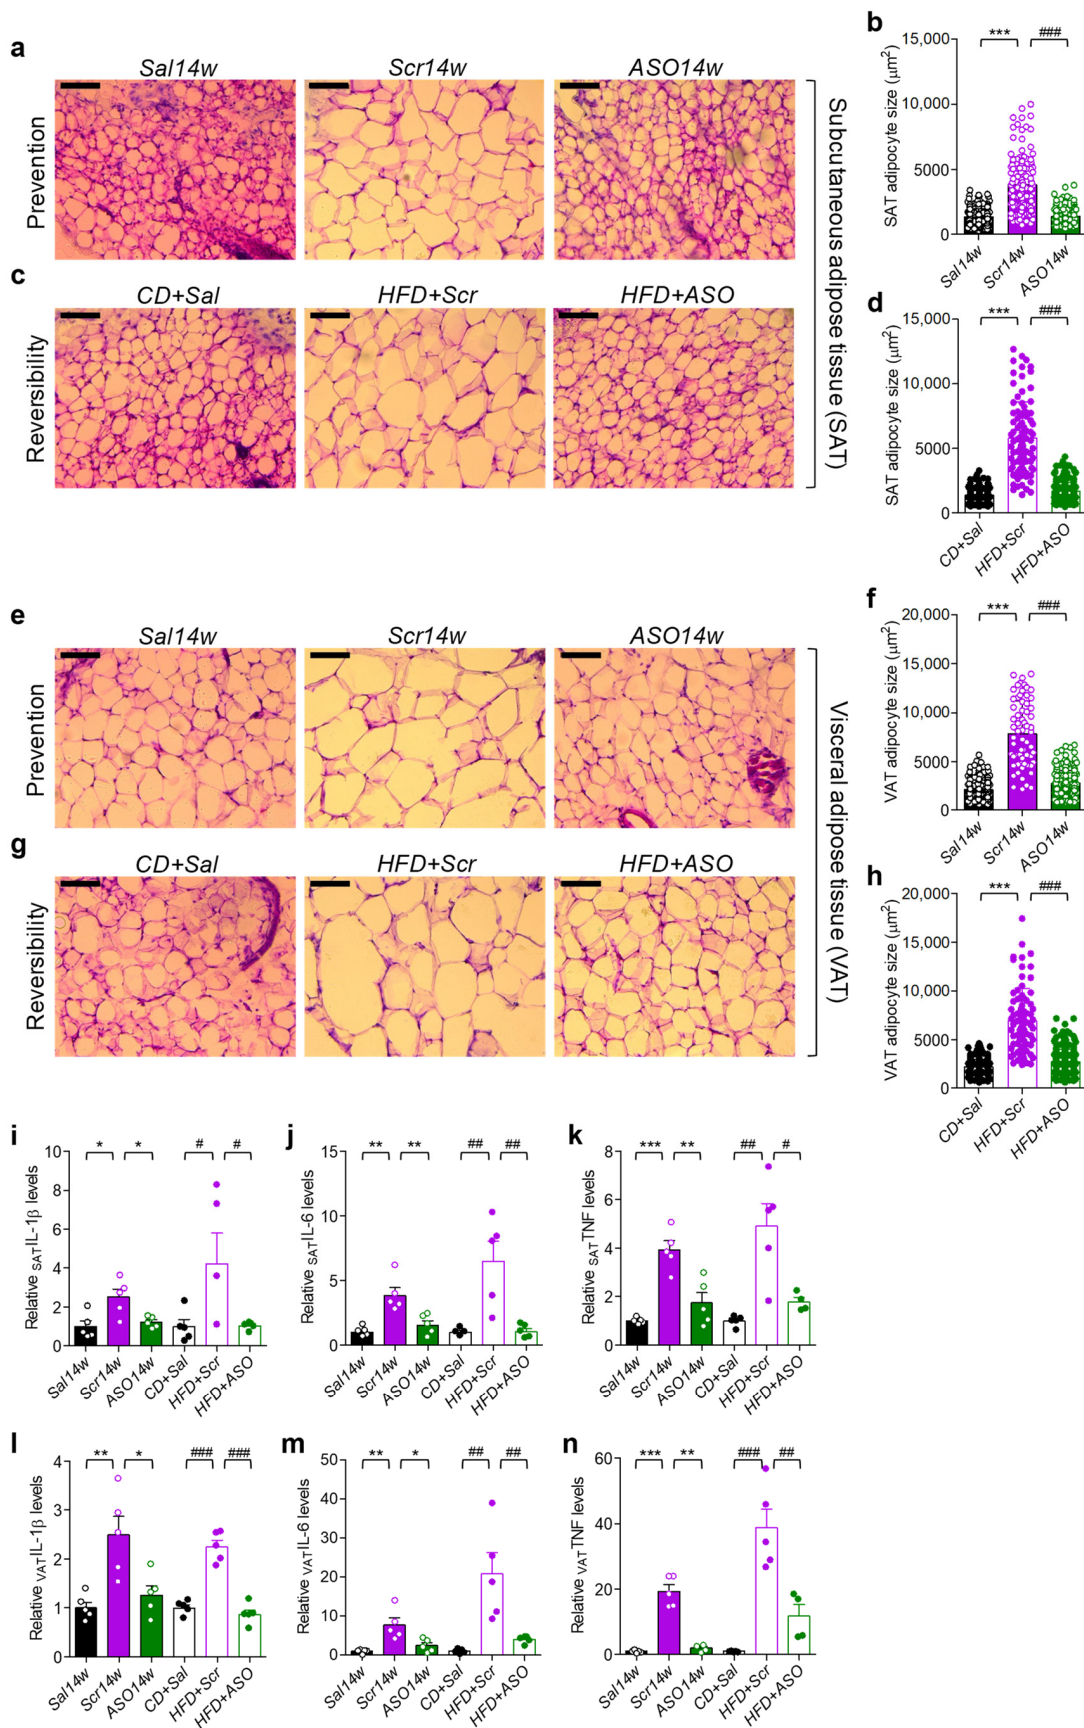 a
Sal14w Scr14w ASO14w
Prevention
c
CD+Sal HFD+Scr HFD+ASO
Reversibility
Subcutaneous adipose tissue (SAT)
b
*** ###
SAT adipocyte size (μm²)
15,000
10,000
5000
0
Sal14w Scr14w ASO14w
d
*** ###
SAT adipocyte size (μm²)
15,000
10,000
5000
0
CD+Sal HFD+Scr HFD+ASO
e
Sal14w Scr14w ASO14w
Prevention
g
CD+Sal HFD+Scr HFD+ASO
Reversibility
Visceral adipose tissue (VAT)
f
*** ###
VAT adipocyte size (μm²)
20,000
15,000
10,000
5000
0
Sal14w Scr14w ASO14w
h
*** ###
VAT adipocyte size (μm²)
20,000
15,000
10,000
5000
0
CD+Sal HFD+Scr HFD+ASO
i
* * # #
Relative SATIL-1β levels
10
8
6
4
2
0
Sal14w Scr14w ASO14w CD+Sal HFD+Scr HFD+ASO
j
** ** ## ##
Relative SATIL-6 levels
15
10
5
0
Sal14w Scr14w ASO14w CD+Sal HFD+Scr HFD+ASO
k
*** ** ## #
Relative SATTNF levels
8
6
4
2
0
Sal14w Scr14w ASO14w CD+Sal HFD+Scr HFD+ASO
l
** * ### ###
Relative VATIL-1β levels
4
3
2
1
0
Sal14w Scr14w ASO14w CD+Sal HFD+Scr HFD+ASO
m
** * ## ##
Relative VATIL-6 levels
50
40
30
20
10
0
Sal14w Scr14w ASO14w CD+Sal HFD+Scr HFD+ASO
n
*** ** ### ##
Relative VATTNF levels
60
40
20
0
Sal14w Scr14w ASO14w CD+Sal HFD+Scr HFD+ASO